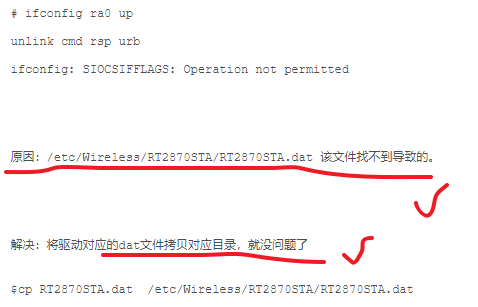 # ifconfig ra0 up
unlink cmd rsp urb
ifconfig: SIOCSIFFLAGS: Operation not permitted
原因：/etc/Wireless/RT2870STA/RT2870STA.dat 该文件找不到导致的。
解决：将驱动对应的dat文件拷贝对应目录，就没问题了
$cp RT2870STA.dat  /etc/Wireless/RT2870STA/RT2870STA.dat